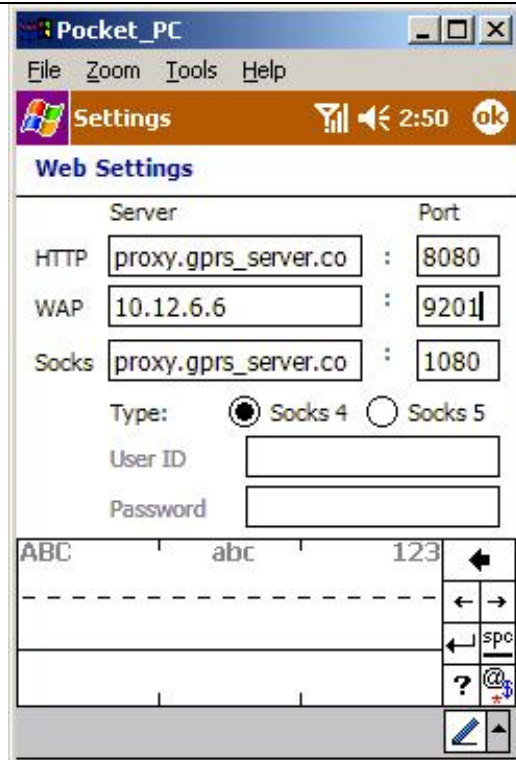 Pocket_PC
File Zoom Tools Help
Settings 2:50 ok
Web Settings
Server Port
HTTP proxy.gprs_server.co : 8080
WAP 10.12.6.6 : 9201
Socks proxy.gprs_server.co : 1080
Type: Socks 4 Socks 5
User ID
Password
ABC abc 123
spc
? @*$